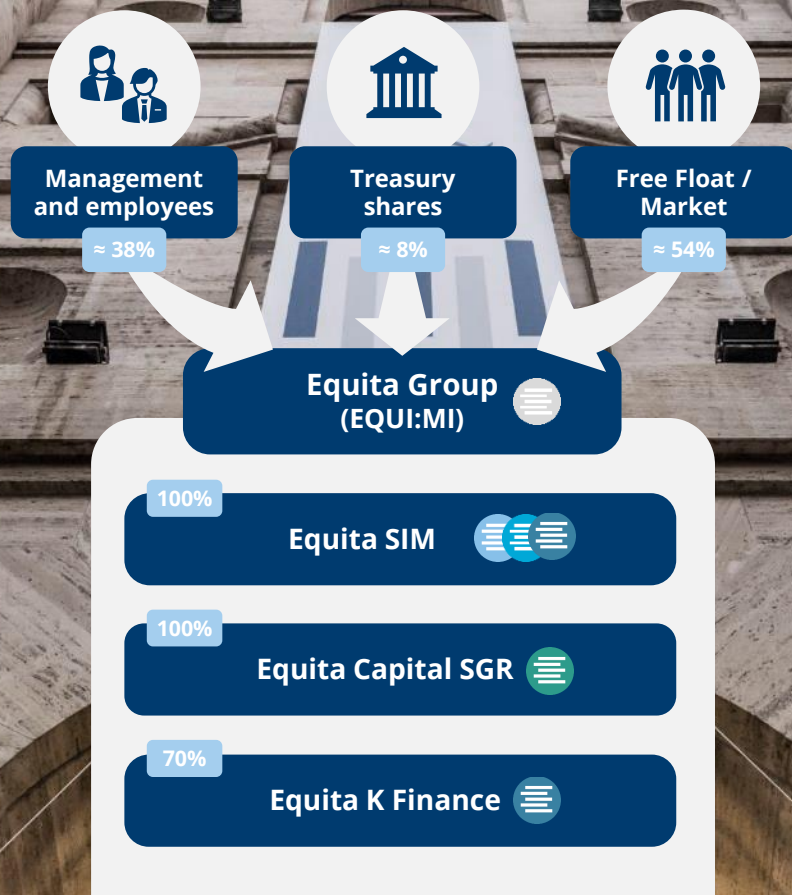 Management
and employees
≈ 38%
Treasury
shares
≈ 8%
Free Float /
Market
≈ 54%
Equita Group
(EQUI:MI)
100%
Equita SIM
100%
Equita Capital SGR
70%
Equita K Finance